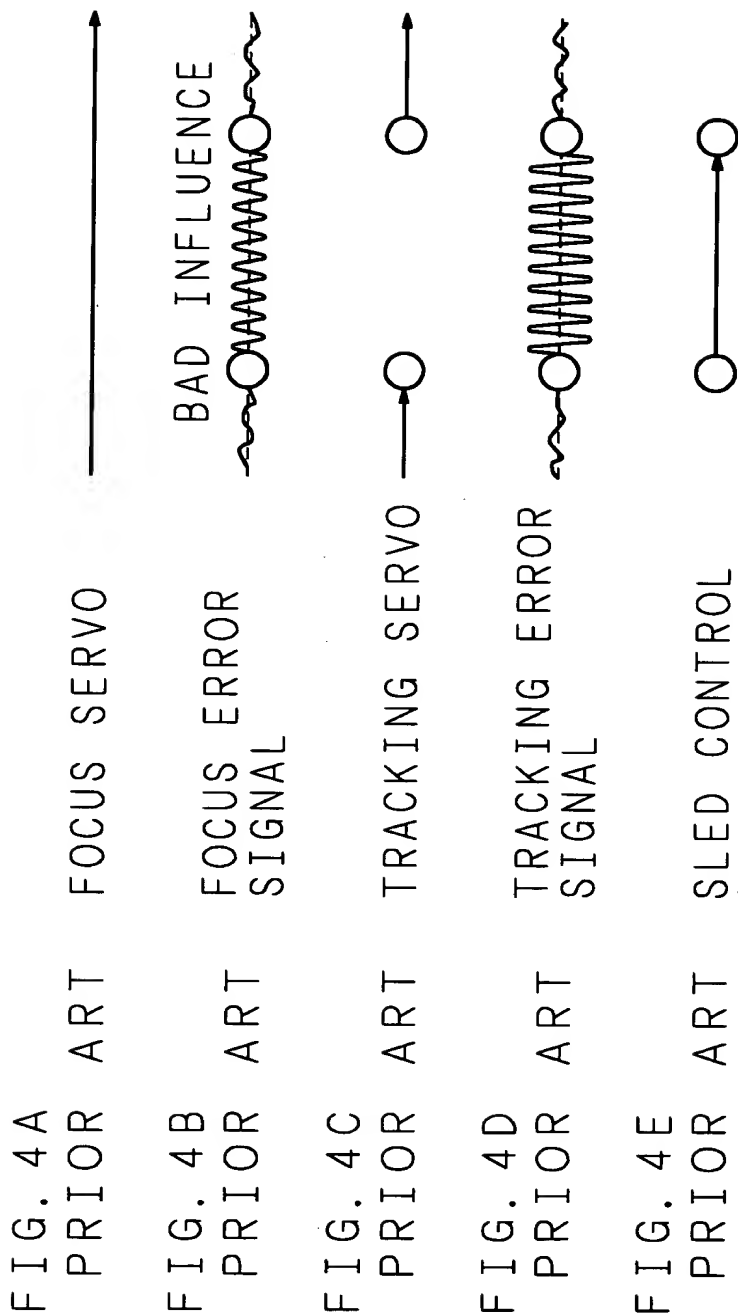 FIG. 4A
PRIOR ART FOCUS SERVO
BAD INFLUENCE
FIG. 4B
PRIOR ART FOCUS ERROR
SIGNAL
FIG. 4C
PRIOR ART TRACKING SERVO
FIG. 4D
PRIOR ART TRACKING ERROR
SIGNAL
FIG. 4E
PRIOR ART SLED CONTROL